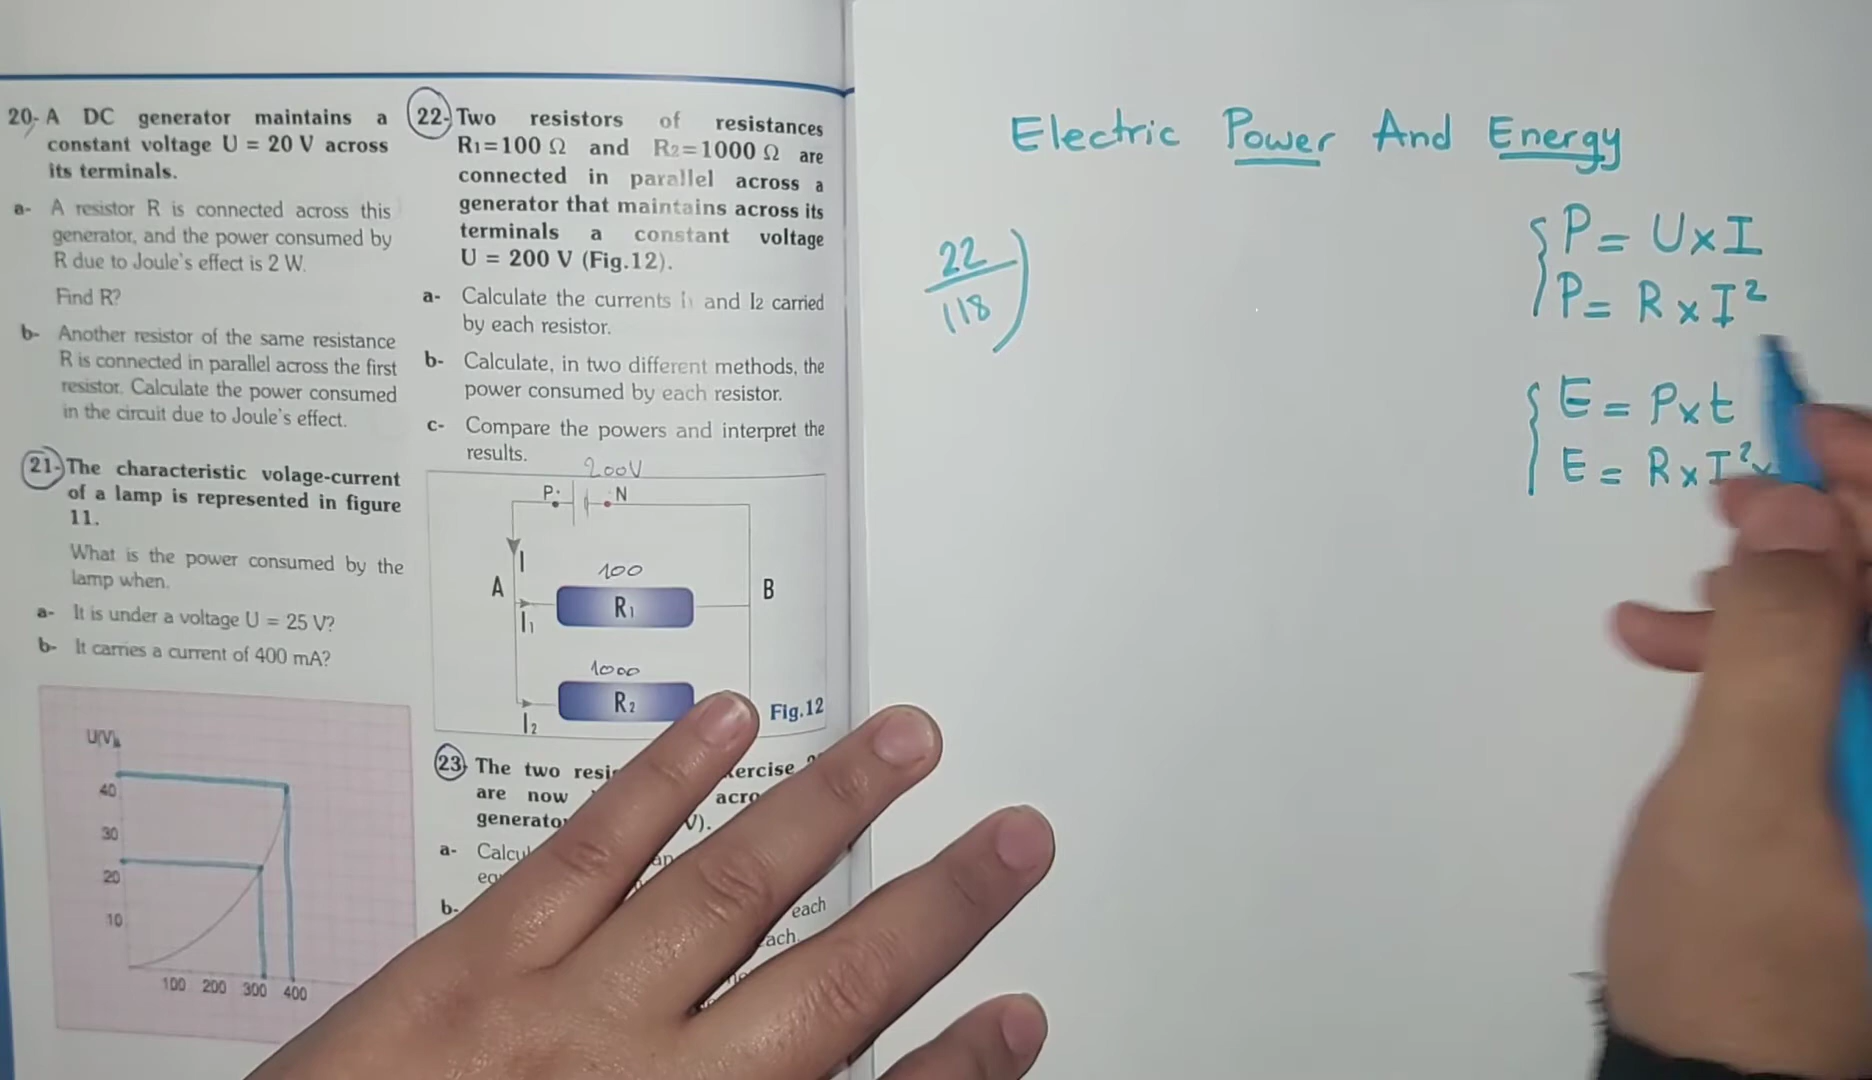 20- A DC generator maintains a
constant voltage U = 20 V across
its terminals.
a- A resistor R is connected across this
generator, and the power consumed by
R due to Joule's effect is 2 W.
Find R?
b- Another resistor of the same resistance
R is connected in parallel across the first
resistor. Calculate the power consumed
in the circuit due to Joule's effect.
21- The characteristic volage-current
of a lamp is represented in figure
11.
What is the power consumed by the
lamp when.
a- It is under a voltage U = 25 V?
b- It carries a current of 400 mA?
U(V)
40
30
20
10
100 200 300 400
22- Two resistors of resistances
R1=100 Ω and R2=1000 Ω are
connected in parallel across a
generator that maintains across its
terminals a constant voltage
U = 200 V (Fig.12).
a- Calculate the currents I1 and I2 carried
by each resistor.
b- Calculate, in two different methods, the
power consumed by each resistor.
c- Compare the powers and interpret the
results.
200V
P N
I
A B
100
R1
I1
1000
R2
I2
Fig.12
23- The two
are now
V).
a-
b-
each
Electric Power And Energy
22
118
P = U x I
P = R x I²
E = P x t
E = R x I² x